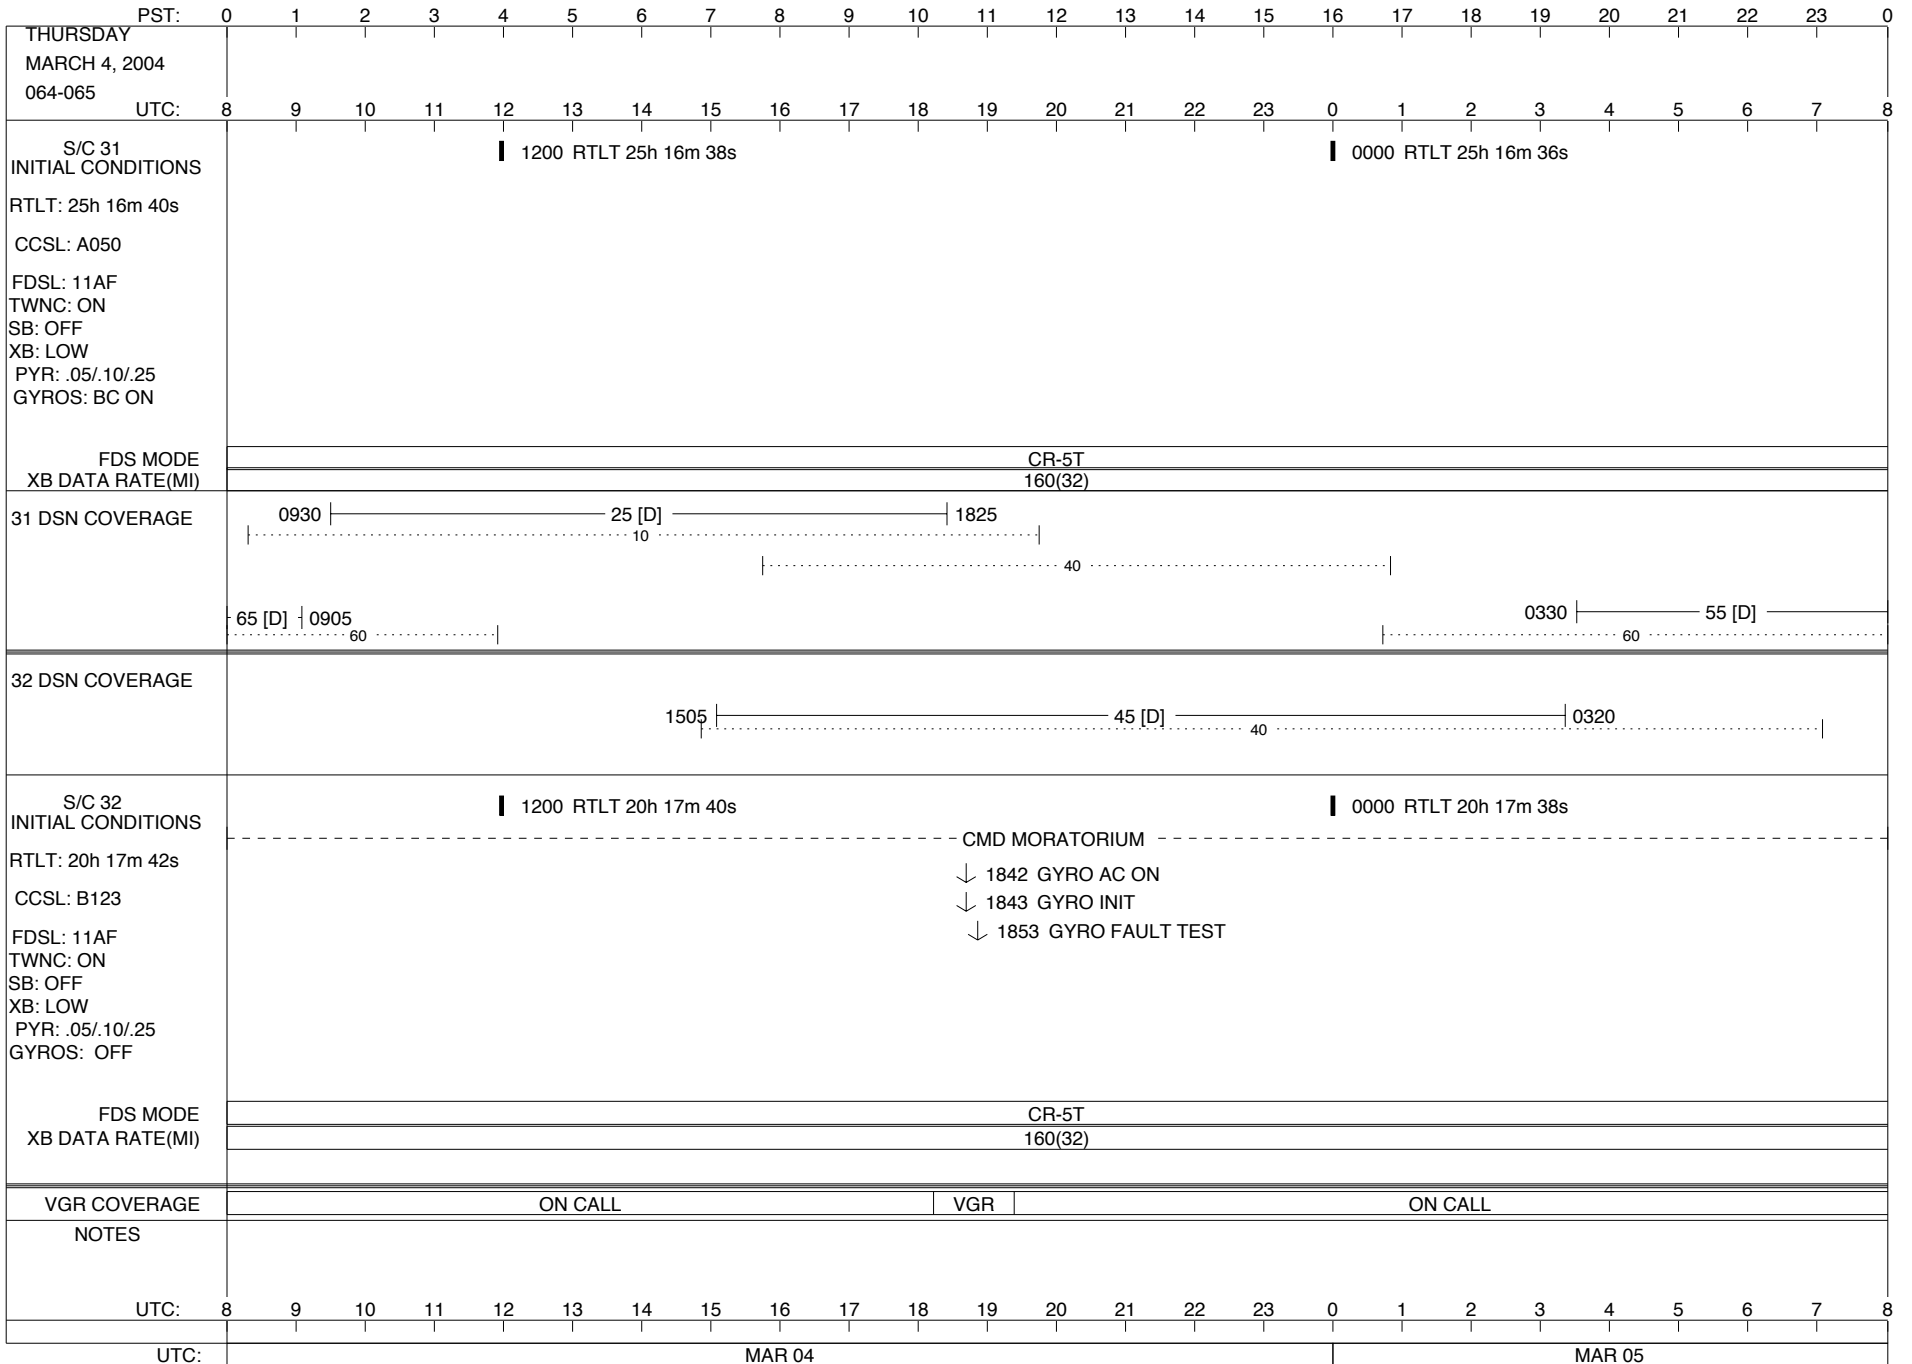 PST: 0 1 2 3 4 5 6 7 8 9 10 11 12 13 14 15 16 17 18 19 20 21 22 23 0
THURSDAY
MARCH 4, 2004
064-065
UTC: 8 9 10 11 12 13 14 15 16 17 18 19 20 21 22 23 0 1 2 3 4 5 6 7 8
S/C 31
INITIAL CONDITIONS
1200 RTLT 25h 16m 38s
0000 RTLT 25h 16m 36s
RTLT: 25h 16m 40s
CCSL: A050
FDSL: 11AF
TWNC: ON
SB: OFF
XB: LOW
PYR: .05/.10/.25
GYROS: BC ON
FDS MODE CR-5T
XB DATA RATE(MI) 160(32)
31 DSN COVERAGE
0930 25 [D] 1825
10
40
65 [D] 0905
0330 55 [D]
60
60
32 DSN COVERAGE
1505 45 [D] 0320
40
S/C 32
INITIAL CONDITIONS
1200 RTLT 20h 17m 40s
0000 RTLT 20h 17m 38s
CMD MORATORIUM
RTLT: 20h 17m 42s
1842 GYRO AC ON
CCSL: B123
1843 GYRO INIT
1853 GYRO FAULT TEST
FDSL: 11AF
TWNC: ON
SB: OFF
XB: LOW
PYR: .05/.10/.25
GYROS: OFF
FDS MODE CR-5T
XB DATA RATE(MI) 160(32)
VGR COVERAGE ON CALL VGR ON CALL
NOTES
UTC: 8 9 10 11 12 13 14 15 16 17 18 19 20 21 22 23 0 1 2 3 4 5 6 7 8
UTC: MAR 04 MAR 05